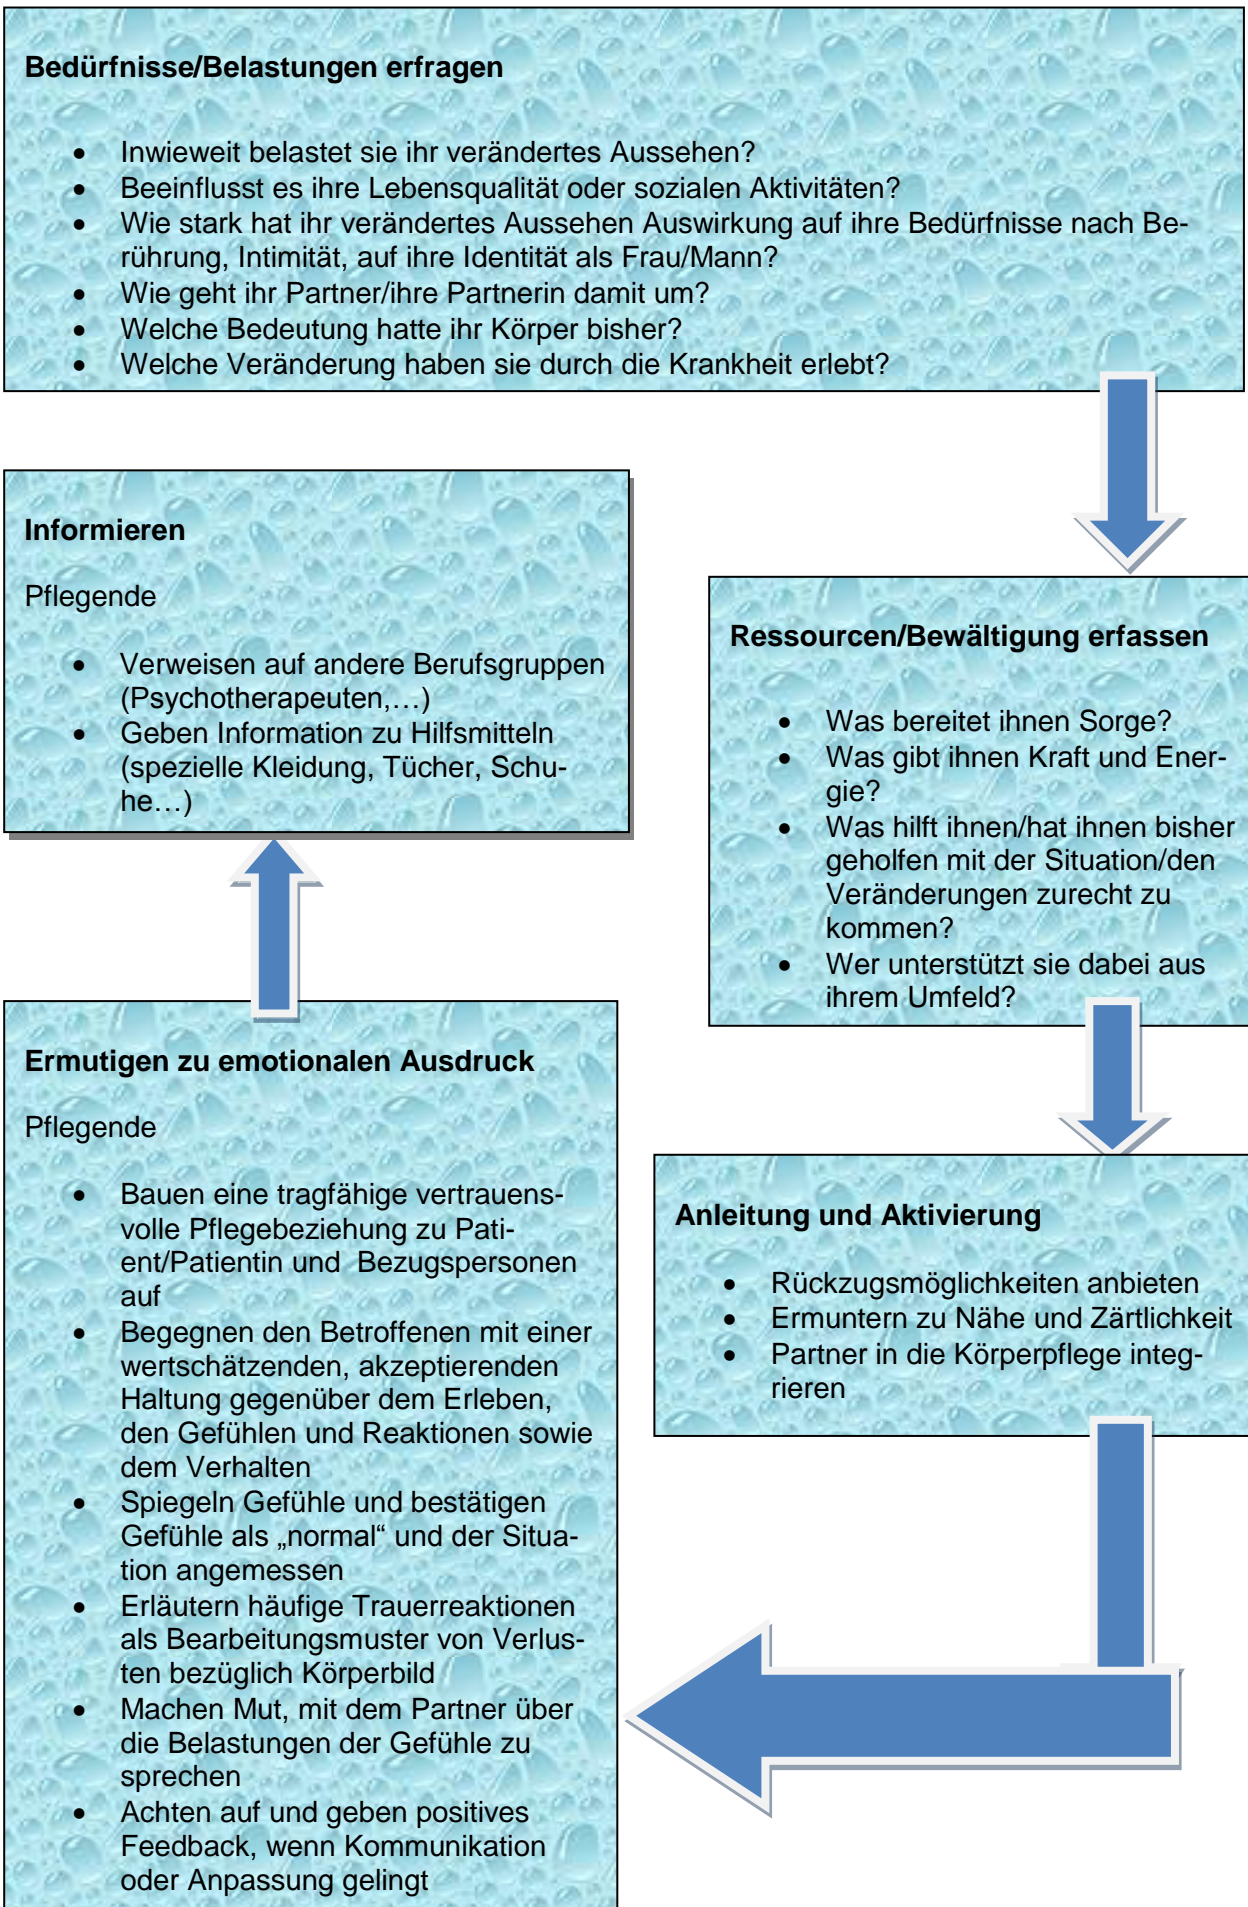 Bedürfnisse/Belastungen erfragen
• Inwieweit belastet sie ihr verändertes Aussehen?
• Beeinflusst es ihre Lebensqualität oder sozialen Aktivitäten?
• Wie stark hat ihr verändertes Aussehen Auswirkung auf ihre Bedürfnisse nach Be-
rührung, Intimität, auf ihre Identität als Frau/Mann?
• Wie geht ihr Partner/ihre Partnerin damit um?
• Welche Bedeutung hatte ihr Körper bisher?
• Welche Veränderung haben sie durch die Krankheit erlebt?
Ressourcen/Bewältigung erfassen
• Was bereitet ihnen Sorge?
• Was gibt ihnen Kraft und Ener-
gie?
• Was hilft ihnen/hat ihnen bisher
geholfen mit der Situation/den
Veränderungen zurecht zu
kommen?
• Wer unterstützt sie dabei aus
ihrem Umfeld?
Anleitung und Aktivierung
• Rückzugsmöglichkeiten anbieten
• Ermuntern zu Nähe und Zärtlichkeit
• Partner in die Körperpflege integ-
rieren
Ermutigen zu emotionalen Ausdruck
Pflegende
• Bauen eine tragfähige vertrauens-
volle Pflegebeziehung zu Pati-
ent/Patientin und Bezugspersonen
auf
• Begegnen den Betroffenen mit einer
wertschätzenden, akzeptierenden
Haltung gegenüber dem Erleben,
den Gefühlen und Reaktionen sowie
dem Verhalten
• Spiegeln Gefühle und bestätigen
Gefühle als „normal“ und der Situa-
tion angemessen
• Erläutern häufige Trauerreaktionen
als Bearbeitungsmuster von Verlus-
ten bezüglich Körperbild
• Machen Mut, mit dem Partner über
die Belastungen der Gefühle zu
sprechen
• Achten auf und geben positives
Feedback, wenn Kommunikation
oder Anpassung gelingt
Informieren
Pflegende
• Verweisen auf andere Berufsgruppen
(Psychotherapeuten,…)
• Geben Information zu Hilfsmitteln
(spezielle Kleidung, Tücher, Schu-
he…)